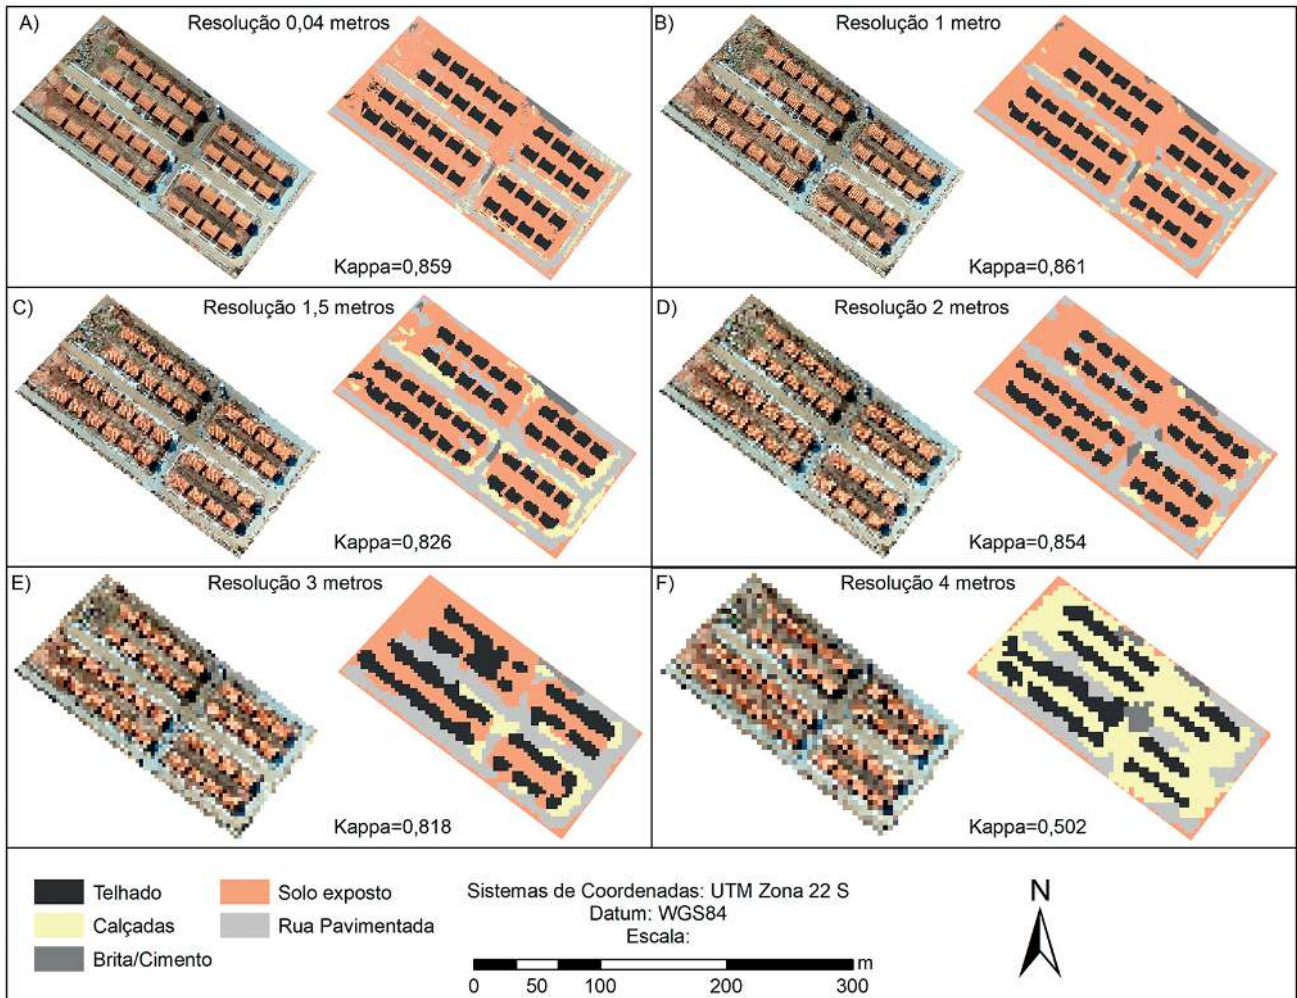 A) Resolução 0,04 metros
Kappa=0,859
B) Resolução 1 metro
Kappa=0,861
C) Resolução 1,5 metros
Kappa=0,826
D) Resolução 2 metros
Kappa=0,854
E) Resolução 3 metros
Kappa=0,818
F) Resolução 4 metros
Kappa=0,502
Telhado
Calçadas
Brita/Cimento
Solo exposto
Rua Pavimentada
Sistemas de Coordenadas: UTM Zona 22 S
Datum: WGS84
Escala:
m
0 50 100 200 300
N